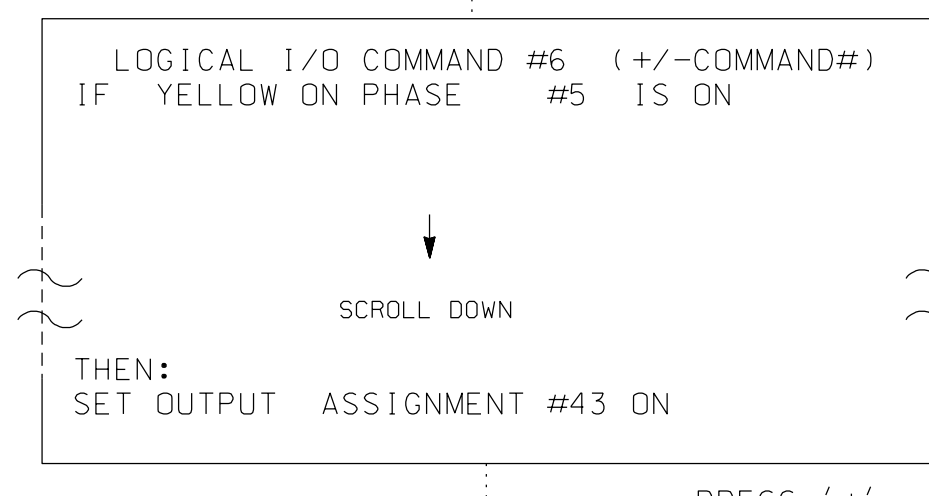 LOGICAL I/O COMMAND #6 (+/-COMMAND#)
IF YELLOW ON PHASE #5 IS ON
SCROLL DOWN
THEN:
SET OUTPUT ASSIGNMENT #43 ON